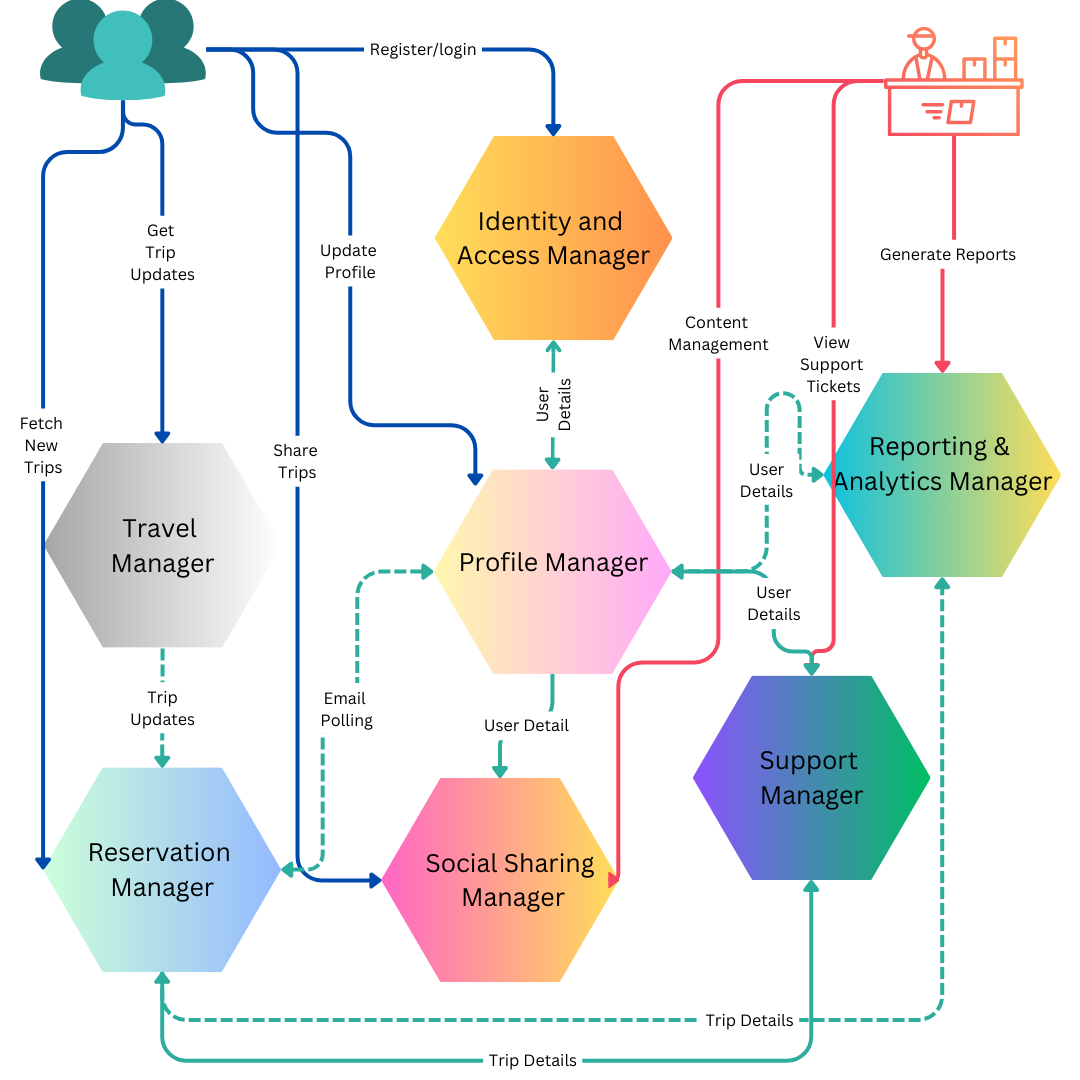 Register/login
Identity and
Access Manager
Get
Trip
Updates
Update
Profile
Generate Reports
Content
Management
View
Support
Tickets
User
Details
Fetch
New
Trips
Share
Trips
User
Details
Reporting &
Analytics Manager
Travel
Manager
Profile Manager
User
Details
Trip
Updates
Email
Polling
User Detail
Support
Manager
Reservation
Manager
Social Sharing
Manager
Trip Details
Trip Details